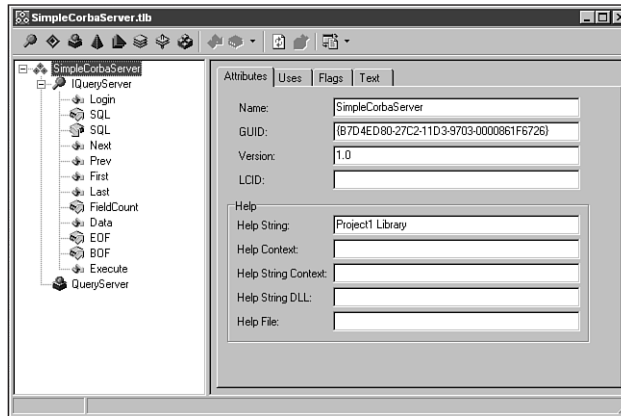 SimpleCorbaServer.tlb
SimpleCorbaServer
IQueryServer
Login
SQL
SQL
Next
Prev
First
Last
FieldCount
Data
EOF
BOF
Execute
QueryServer
Attributes Uses Flags Text
Name: SimpleCorbaServer
GUID: {B7D4ED80-27C2-11D3-9703-0000861F6726}
Version: 1.0
LCID:
Help
Help String: Project1 Library
Help Context:
Help String Context:
Help String DLL:
Help File: